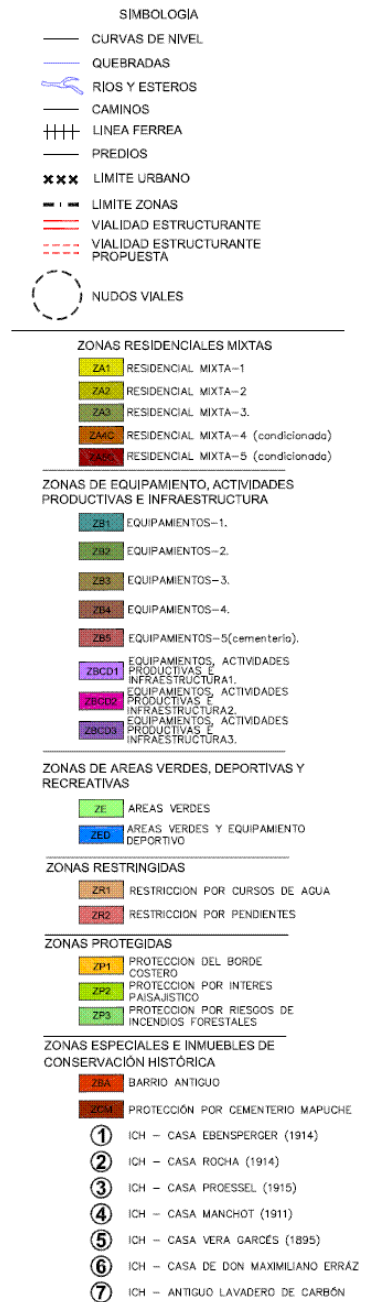 SIMBOLOGIA
CURVAS DE NIVEL
QUEBRADAS
RIOS Y ESTEROS
CAMINOS
LINEA FERREA
PREDIOS
LIMITE URBANO
LIMITE ZONAS
VIALIDAD ESTRUCTURANTE
VIALIDAD ESTRUCTURANTE
PROPUESTA
NUDOS VIALES
ZONAS RESIDENCIALES MIXTAS
ZA1 RESIDENCIAL MIXTA-1
ZA2 RESIDENCIAL MIXTA-2
ZA3 RESIDENCIAL MIXTA-3.
ZA4C RESIDENCIAL MIXTA-4 (condicionada)
RESIDENCIAL MIXTA-5 (condicionada)
ZONAS DE EQUIPAMIENTO, ACTIVIDADES
PRODUCTIVAS E INFRAESTRUCTURA
ZB1 EQUIPAMIENTOS-1.
ZB2 EQUIPAMIENTOS-2.
ZB3 EQUIPAMIENTOS-3.
ZB4 EQUIPAMIENTOS-4.
ZB5 EQUIPAMIENTOS-5(cementerio).
EQUIPAMIENTOS, ACTIVIDADES
ZBCD1 PRODUCTIVAS E
INFRAESTRUCTURA1.
EQUIPAMIENTOS, ACTIVIDADES
ZBCD2 PRODUCTIVAS E
INFRAESTRUCTURA2.
EQUIPAMIENTOS, ACTIVIDADES
ZBCD3 PRODUCTIVAS E
INFRAESTRUCTURA3.
ZONAS DE AREAS VERDES, DEPORTIVAS Y
RECREATIVAS
ZE AREAS VERDES
ZED AREAS VERDES Y EQUIPAMIENTO
DEPORTIVO
ZONAS RESTRINGIDAS
ZR1 RESTRICCION POR CURSOS DE AGUA
ZR2 RESTRICCION POR PENDIENTES
ZONAS PROTEGIDAS
ZP1 PROTECCION DEL BORDE
COSTERO
ZP2 PROTECCION POR INTERES
PAISAJISTICO
ZP3 PROTECCION POR RIESGOS DE
INCENDIOS FORESTALES
ZONAS ESPECIALES E INMUEBLES DE
CONSERVACIÓN HISTÓRICA
ZBA BARRIO ANTIGUO
ZCM PROTECCIÓN POR CEMENTERIO MAPUCHE
1 ICH - CASA EBENSPERGER (1914)
2 ICH - CASA ROCHA (1914)
3 ICH - CASA PROESSEL (1915)
4 ICH - CASA MANCHOT (1911)
5 ICH - CASA VERA GARCÉS (1895)
6 ICH - CASA DE DON MAXIMILIANO ERRÁZ
7 ICH - ANTIGUO LAVADERO DE CARBÓN